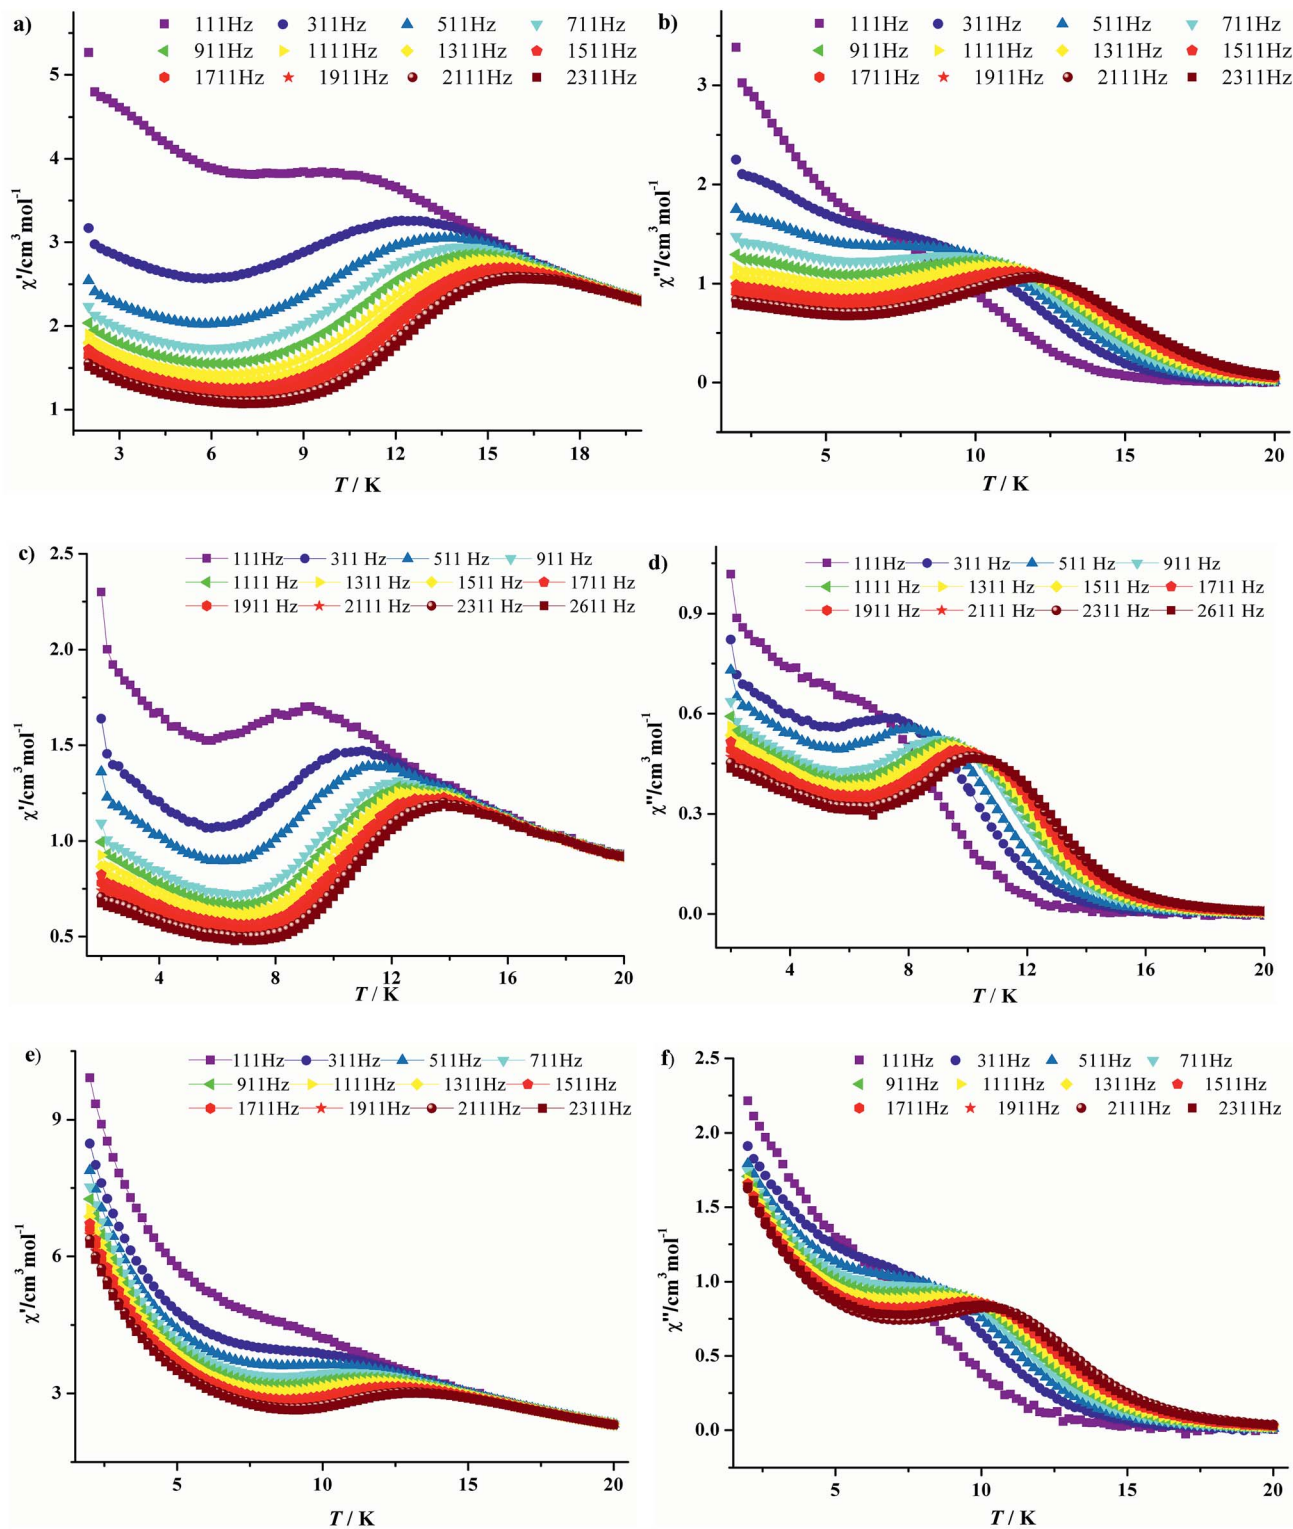 a)
111Hz 311Hz 511Hz 711Hz
911Hz 1111Hz 1311Hz 1511Hz
1711Hz 1911Hz 2111Hz 2311Hz
5
4
3
2
1
χ'/cm³mol⁻¹
3 6 9 12 15 18
T / K
b)
111Hz 311Hz 511Hz 711Hz
911Hz 1111Hz 1311Hz 1511Hz
1711Hz 1911Hz 2111Hz 2311Hz
3
2
1
0
χ''/cm³mol⁻¹
5 10 15 20
T / K
c)
111Hz 311 Hz 511 Hz 911 Hz
1111 Hz 1311 Hz 1511 Hz 1711 Hz
1911 Hz 2111 Hz 2311 Hz 2611 Hz
2.5
2.0
1.5
1.0
0.5
χ'/cm³mol⁻¹
4 8 12 16 20
T / K
d)
111Hz 311 Hz 511 Hz 911 Hz
1111 Hz 1311 Hz 1511 Hz 1711 Hz
1911 Hz 2111 Hz 2311 Hz 2611 Hz
0.9
0.6
0.3
0.0
χ''/cm³mol⁻¹
4 8 12 16 20
T / K
e)
111Hz 311Hz 511Hz 711Hz
911Hz 1111Hz 1311Hz 1511Hz
1711Hz 1911Hz 2111Hz 2311Hz
9
6
3
χ'/cm³mol⁻¹
5 10 15 20
T / K
f)
111Hz 311Hz 511Hz 711Hz
911Hz 1111Hz 1311Hz 1511Hz
1711Hz 1911Hz 2111Hz 2311Hz
2.5
2.0
1.5
1.0
0.5
0.0
χ''/cm³mol⁻¹
5 10 15 20
T / K